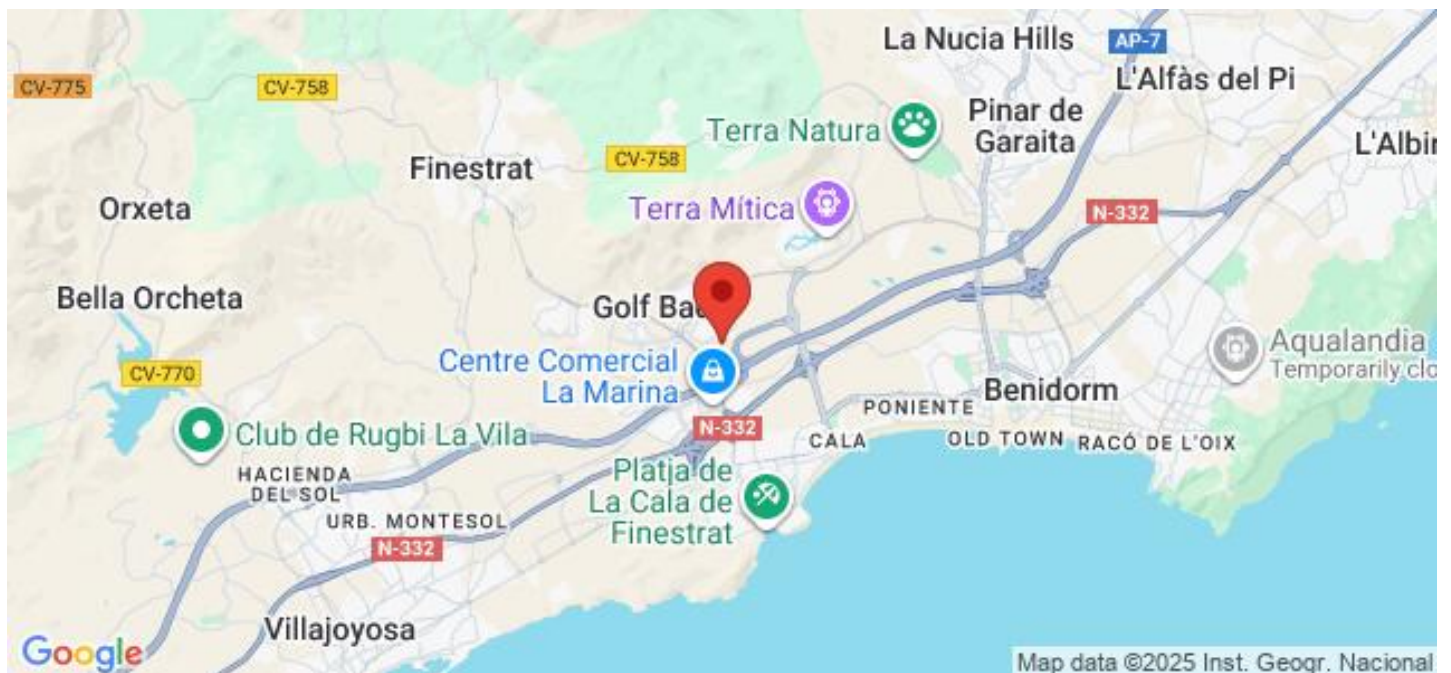 La Nucia Hills
AP-7
CV-775
CV-758
L'Alfàs del Pi
Terra Natura
Pinar de
Garaita
L'Albir
Finestrat
CV-758
Orxeta
Terra Mítica
N-332
Bella Orcheta
Golf Ba
Centre Comercial
La Marina
Aqualandia
Temporarily clo
CV-770
Benidorm
PONIENTE
N-332
Club de Rugbi La Vila
CALA
OLD TOWN
RACÓ DE L'OIX
HACIENDA
DEL SOL
Platja de
La Cala de
Finestrat
URB. MONTESOL
N-332
Villajoyosa
Google
Map data ©2025 Inst. Geogr. Nacional